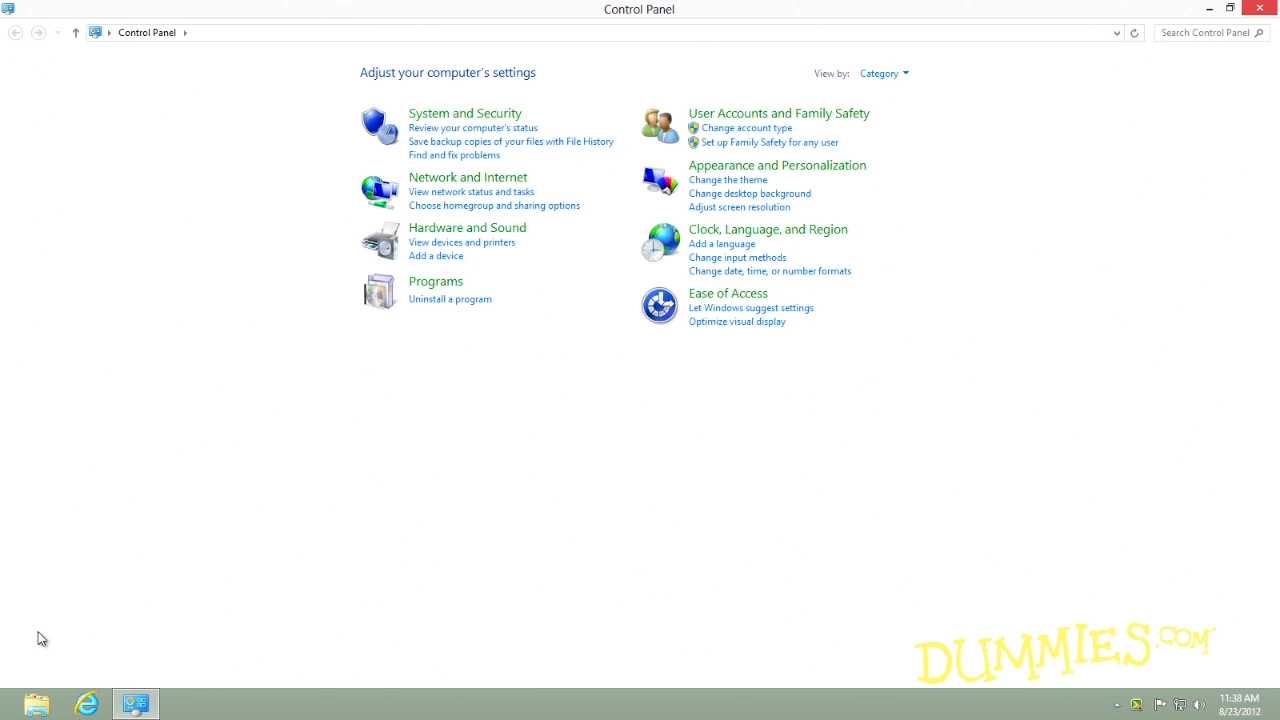 Control Panel
Control Panel
Search Control Panel
Adjust your computer's settings
View by: Category
System and Security
Review your computer's status
Save backup copies of your files with File History
Find and fix problems
Network and Internet
View network status and tasks
Choose homegroup and sharing options
Hardware and Sound
View devices and printers
Add a device
Programs
Uninstall a program
User Accounts and Family Safety
Change account type
Set up Family Safety for any user
Appearance and Personalization
Change the theme
Change desktop background
Adjust screen resolution
Clock, Language, and Region
Add a language
Change input methods
Change date, time, or number formats
Ease of Access
Let Windows suggest settings
Optimize visual display
DUMMIES.COM
11:38 AM
8/23/2012